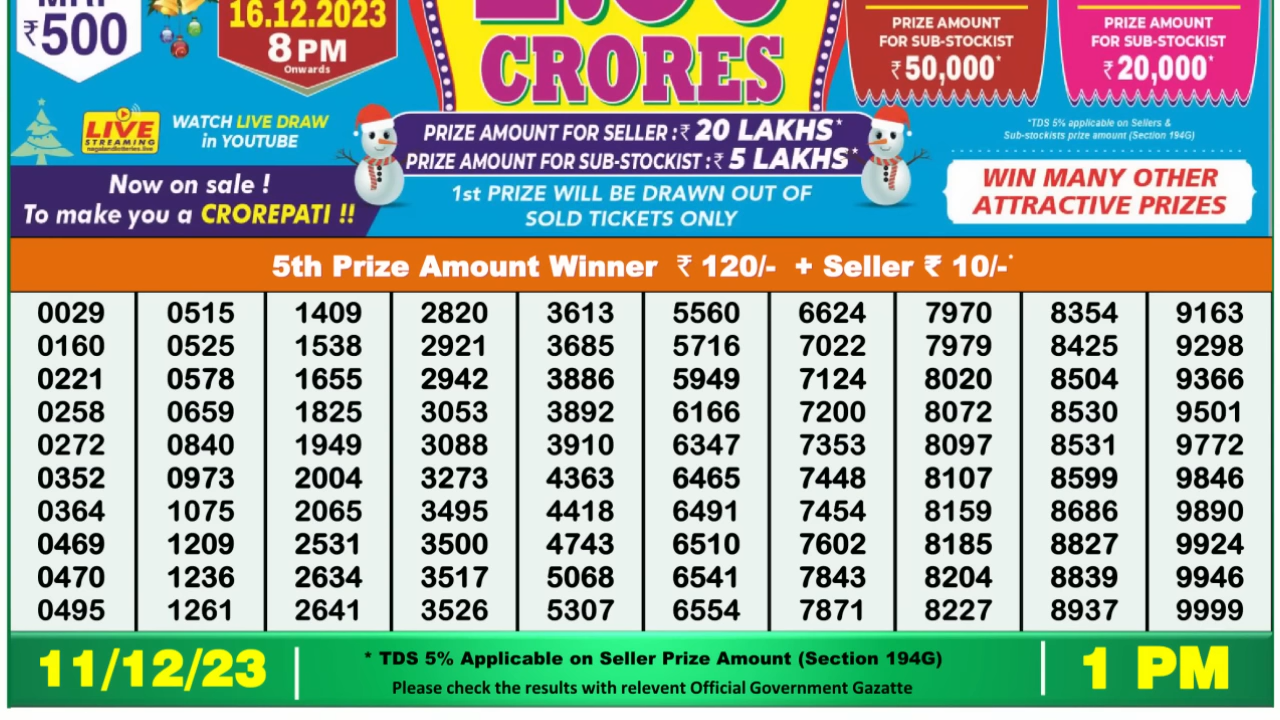 ₹500
16.12.2023
8 PM
Onwards
CRORES
PRIZE AMOUNT
FOR SUB-STOCKIST
₹ 50,000*
PRIZE AMOUNT
FOR SUB-STOCKIST
₹ 20,000*
LIVE
STREAMING
nagalandlotteries.live
WATCH LIVE DRAW
in YOUTUBE
PRIZE AMOUNT FOR SELLER : ₹ 20 LAKHS*
PRIZE AMOUNT FOR SUB-STOCKIST : ₹ 5 LAKHS*
*TDS 5% applicable on Sellers &
Sub-stockists prize amount (Section 194G)
Now on sale !
To make you a CROREPATI !!
1st PRIZE WILL BE DRAWN OUT OF
SOLD TICKETS ONLY
WIN MANY OTHER
ATTRACTIVE PRIZES
5th Prize Amount Winner ₹ 120/- + Seller ₹ 10/-*
0029 0515 1409 2820 3613 5560 6624 7970 8354 9163
0160 0525 1538 2921 3685 5716 7022 7979 8425 9298
0221 0578 1655 2942 3886 5949 7124 8020 8504 9366
0258 0659 1825 3053 3892 6166 7200 8072 8530 9501
0272 0840 1949 3088 3910 6347 7353 8097 8531 9772
0352 0973 2004 3273 4363 6465 7448 8107 8599 9846
0364 1075 2065 3495 4418 6491 7454 8159 8686 9890
0469 1209 2531 3500 4743 6510 7602 8185 8827 9924
0470 1236 2634 3517 5068 6541 7843 8204 8839 9946
0495 1261 2641 3526 5307 6554 7871 8227 8937 9999
11/12/23
* TDS 5% Applicable on Seller Prize Amount (Section 194G)
Please check the results with relevent Official Government Gazatte
1 PM